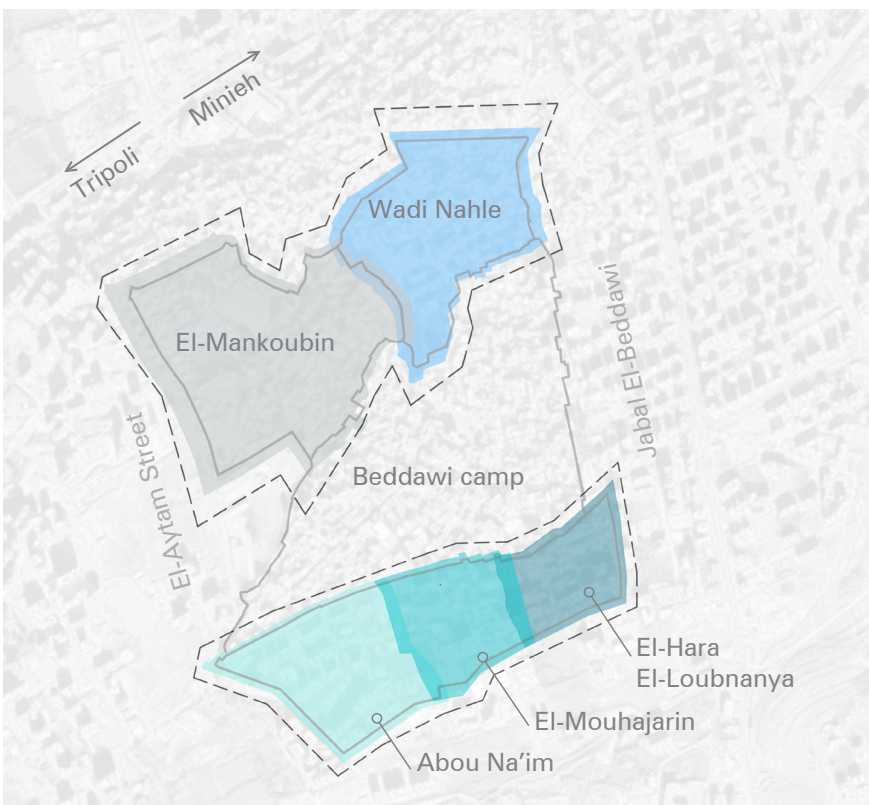 Minieh
Tripoli
Wadi Nahle
El-Mankoubin
Jabal El-Beddawi
El-Aytam Street
Beddawi camp
El-Hara
El-Loubnanya
El-Mouhajarin
Abou Na’im